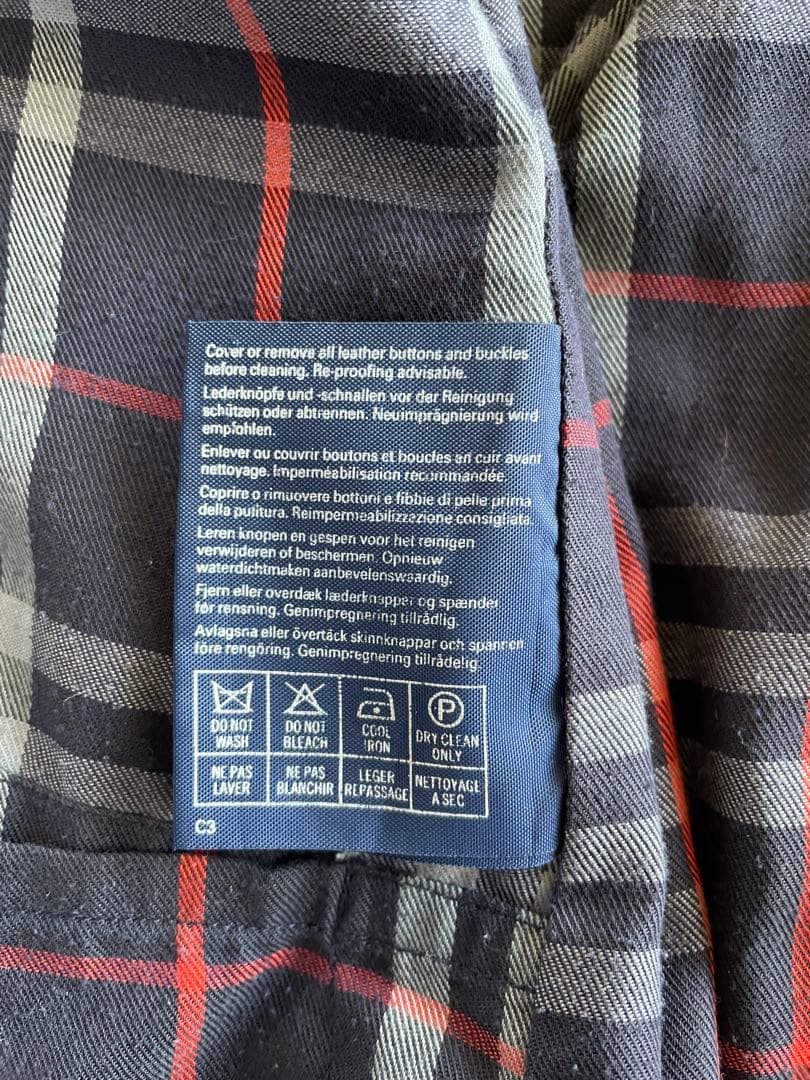 Cover or remove all leather buttons and buckles
before cleaning. Re-proofing advisable.
Lederknöpfe und -schnallen vor der Reinigung
schützen oder abtrennen. Neuimprägnierung wird
empfohlen.
Enlever ou couvrir boutons et boucles en cuir avant
nettoyage. Imperméabilisation recommandée.
Coprire o rimuovere bottoni e fibbie di pelle prima
della pulitura. Reimpermeabilizzazione consigliata.
Leren knopen en gespen voor het reinigen
verwijderen of beschermen. Opnieuw
waterdichtmaken aanbevelenswaardig.
Fjern eller overdæk læderknapper og spænder
før rensning. Genimpregnering tilrådlig.
Avlagsna eller övertäck skinnknappar och spännen
före rengöring. Genimpregnering tillrådelig.
P
DO NOT WASH DO NOT BLEACH COOL IRON DRY CLEAN ONLY
NE PAS LAVER NE PAS BLANCHIR LEGER REPASSAGE NETTOYAGE A SEC
C3